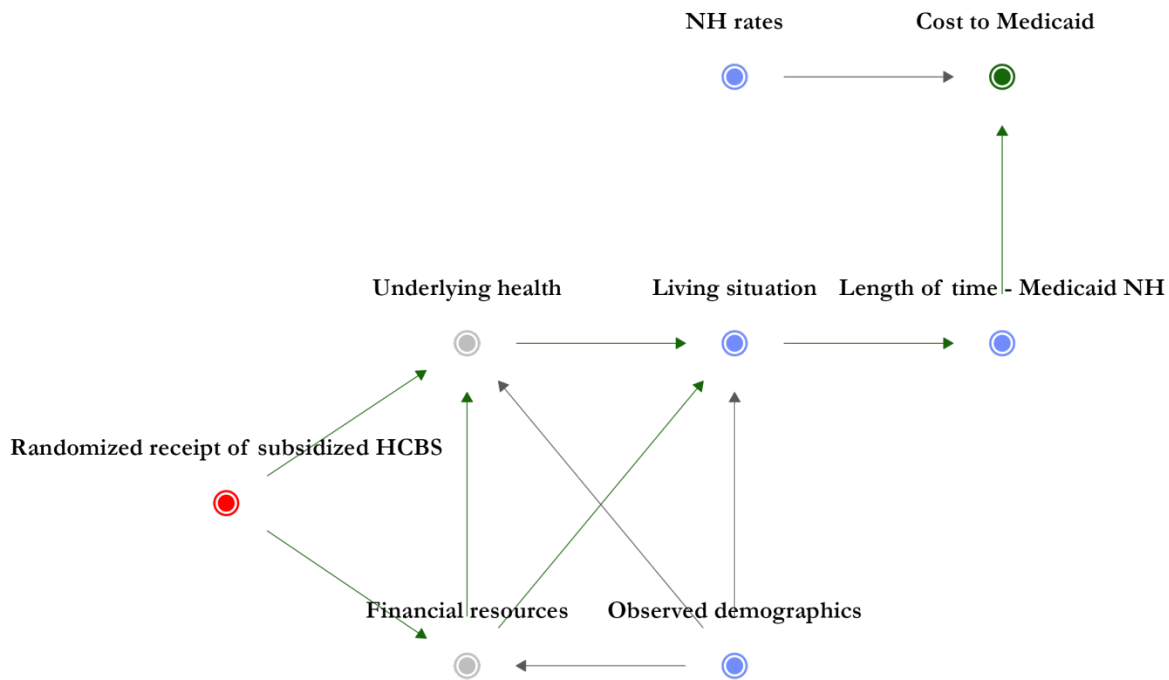 NH rates
Cost to Medicaid
Underlying health
Living situation
Length of time - Medicaid NH
Randomized receipt of subsidized HCBS
Financial resources
Observed demographics